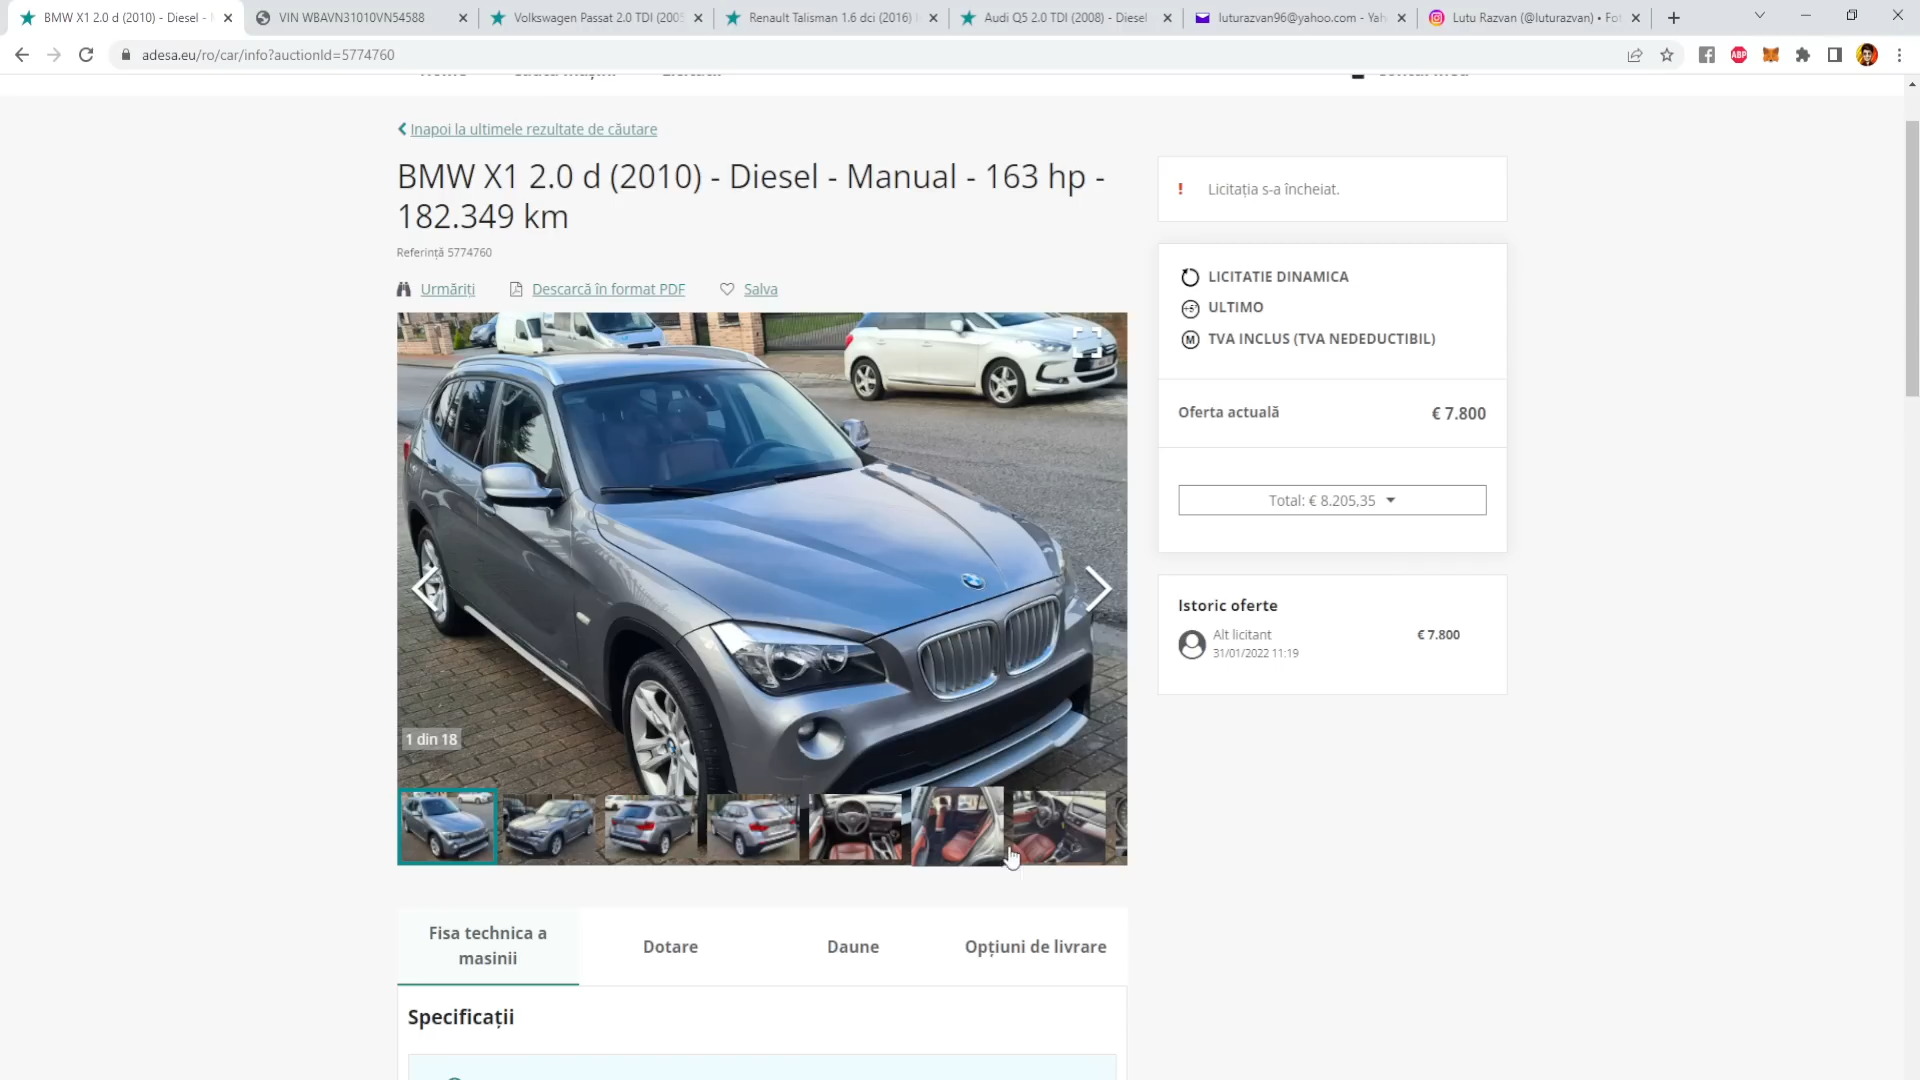 BMW X1 2.0 d (2010) - Diesel -
VIN WBAVN31010VN54588
Volkswagen Passat 2.0 TDI (2005
Renault Talisman 1.6 dci (2016)
Audi Q5 2.0 TDI (2008) - Diesel
luturazvan96@yahoo.com - Yah
Lutu Razvan (@luturazvan) • Fot
adesa.eu/ro/car/info?auctionId=5774760
ABP
Inapoi la ultimele rezultate de căutare
BMW X1 2.0 d (2010) - Diesel - Manual - 163 hp -
182.349 km
Referință 5774760
Urmăriți
Descarcă în format PDF
Salva
1 din 18
Licitația s-a încheiat.
LICITATIE DINAMICA
ULTIMO
M TVA INCLUS (TVA NEDEDUCTIBIL)
Oferta actuală € 7.800
Total: € 8.205,35
Istoric oferte
Alt licitant € 7.800
31/01/2022 11:19
Fisa technica a
masinii
Dotare
Daune
Opțiuni de livrare
Specificații